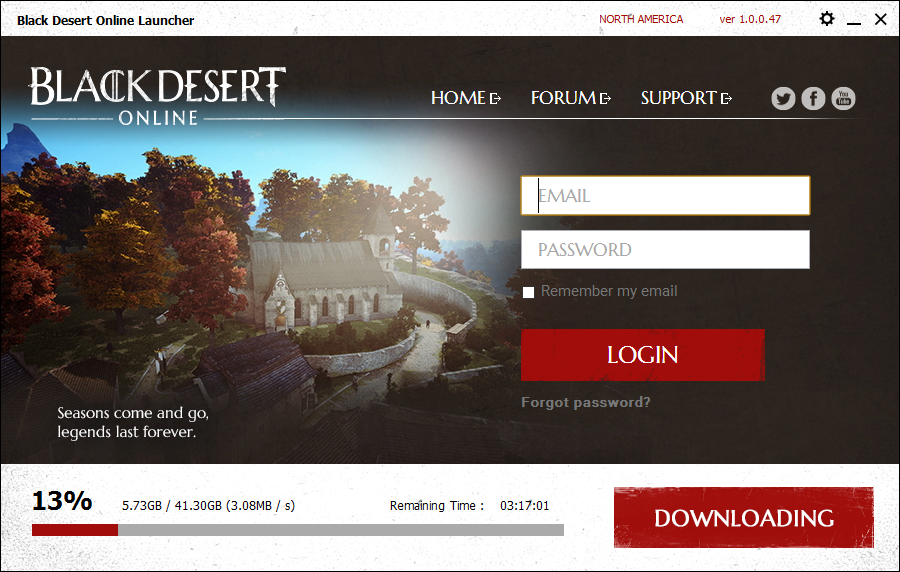 Black Desert Online Launcher
NORTH AMERICA
ver 1.0.0.47
BLACK DESERT
ONLINE
HOME
FORUM
SUPPORT
You
Tube
EMAIL
PASSWORD
Remember my email
LOGIN
Forgot password?
Seasons come and go,
legends last forever.
13%
5.73GB / 41.30GB (3.08MB / s)
Remaining Time :
03:17:01
DOWNLOADING